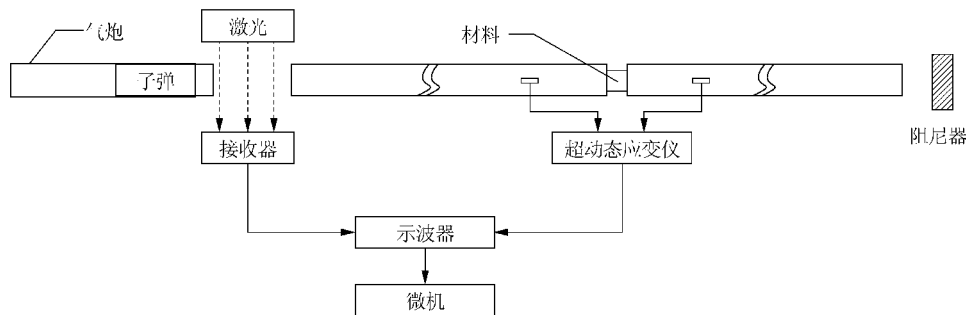 气炮
激光
材料
子弹
接收器
超动态应变仪
阻尼器
示波器
微机